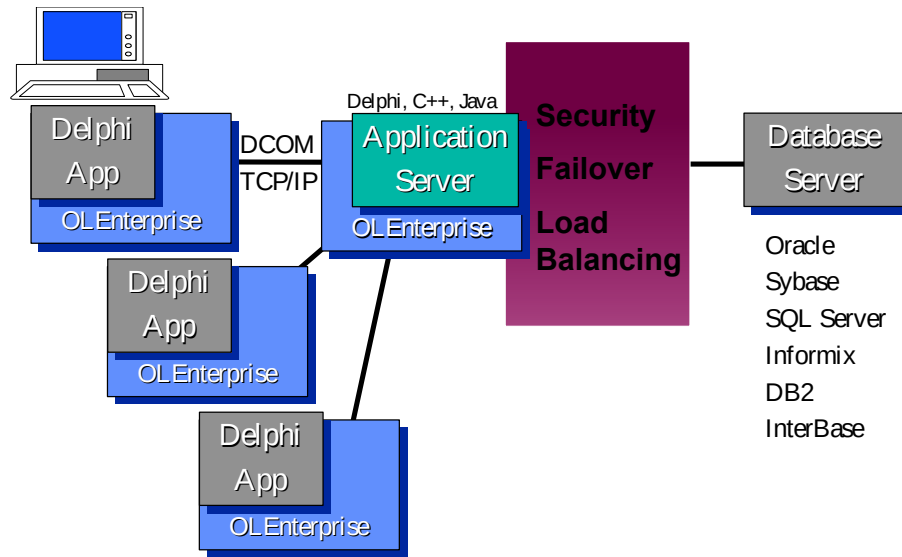 Delphi
App
OLEnterprise
DCOM
TCP/IP
Delphi, C++, Java
Application
Server
OLEnterprise
Security
Failover
Load
Balancing
Database
Server
Oracle
Sybase
SQL Server
Informix
DB2
InterBase
Delphi
App
OLEnterprise
Delphi
App
OLEnterprise